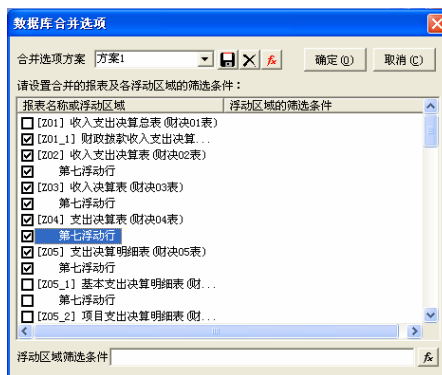 数据库合并选项
合并选项方案 方案1 fx 确定(O) 取消(C)
请设置合并的报表及各浮动区域的筛选条件：
报表名称或浮动区域 浮动区域的筛选条件
[Z01] 收入支出决算总表(财决01表)
[Z01_1] 财政拨款收入支出决算...
[Z02] 收入支出决算表(财决02表)
第七浮动行
[Z03] 收入决算表(财决03表)
第七浮动行
[Z04] 支出决算表(财决04表)
第七浮动行
[Z05] 支出决算明细表(财决05表)
第七浮动行
[Z05_1] 基本支出决算明细表(财...
第七浮动行
[Z05_2] 项目支出决算明细表(财...
浮动区域筛选条件 fx